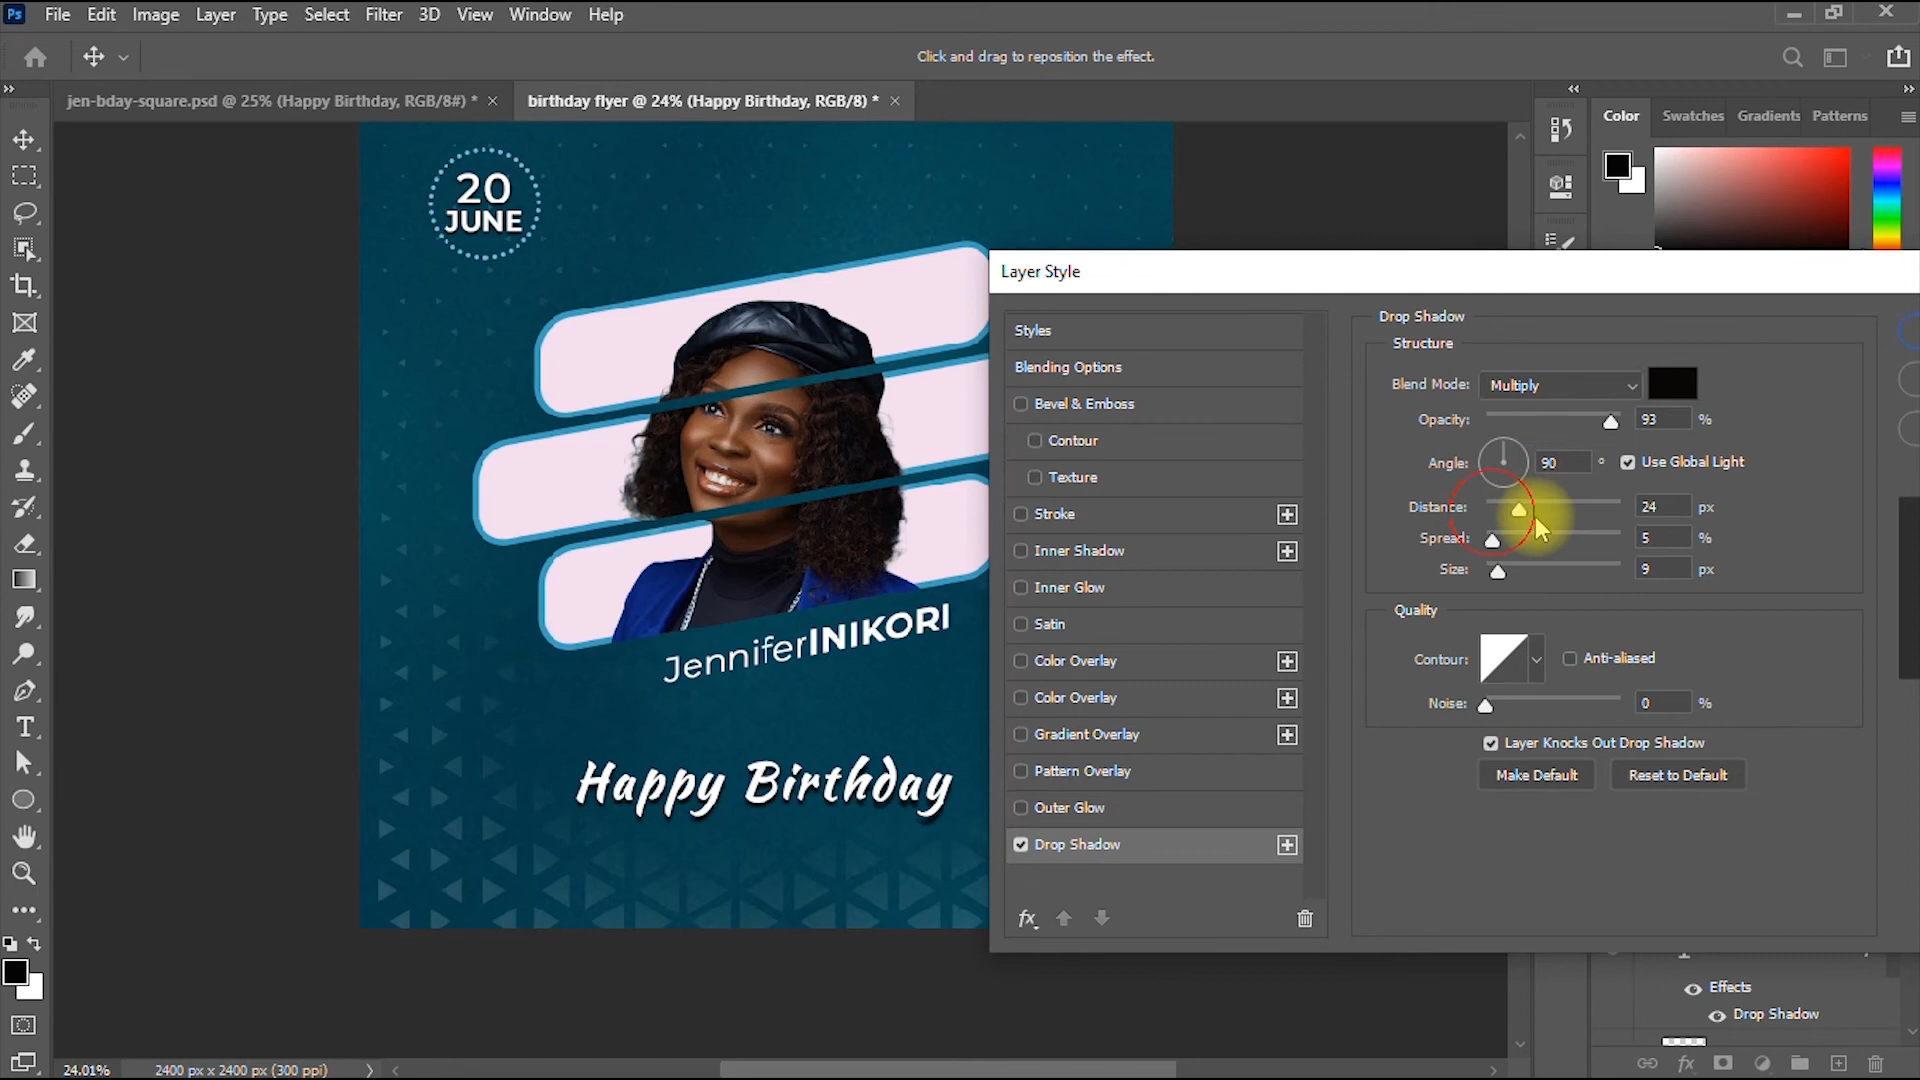 Ps File Edit Image Layer Type Select Filter 3D View Window Help
Click and drag to reposition the effect.
jen-bday-square.psd @ 25% (Happy Birthday, RGB/8#) *
birthday flyer @ 24% (Happy Birthday, RGB/8) *
Color Swatches Gradients Patterns
20
JUNE
JenniferINIKORI
Happy Birthday
Layer Style
Styles
Blending Options
Bevel & Emboss
Contour
Texture
Stroke
Inner Shadow
Inner Glow
Satin
Color Overlay
Color Overlay
Gradient Overlay
Pattern Overlay
Outer Glow
Drop Shadow
fx
Drop Shadow
Structure
Blend Mode: Multiply
Opacity: 93 %
Angle: 90 ° Use Global Light
Distance: 24 px
Spread: 5 %
Size: 9 px
Quality
Contour: Anti-aliased
Noise: 0 %
Layer Knocks Out Drop Shadow
Make Default Reset to Default
Effects
Drop Shadow
fx
24.01% 2400 px x 2400 px (300 ppi)